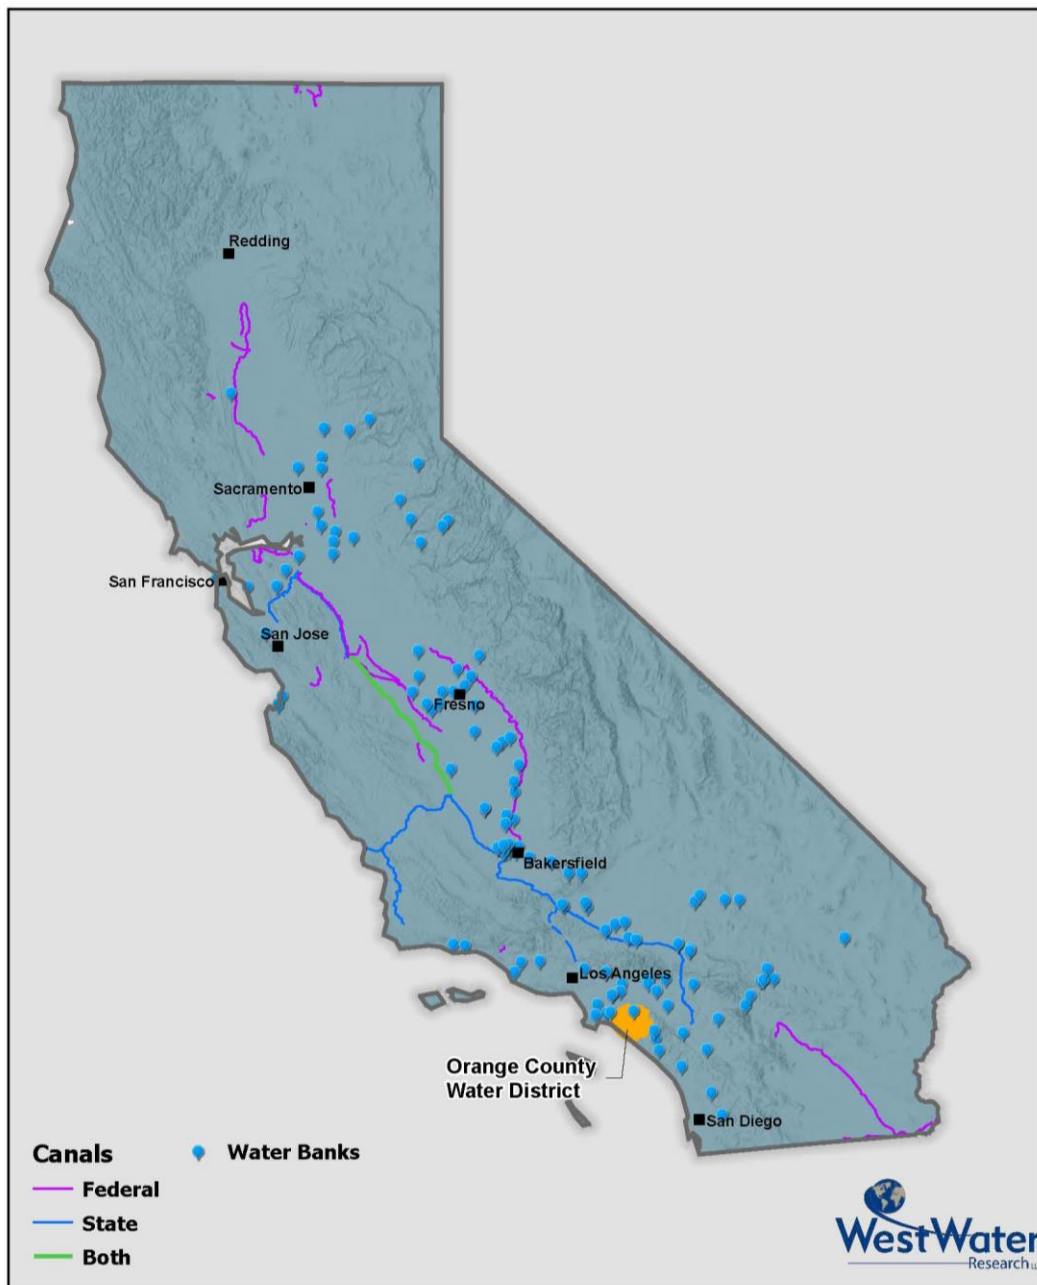 Redding
Sacramento
San Francisco
San Jose
Fresno
Bakersfield
Los Angeles
Orange County
Water District
San Diego
Canals
Water Banks
Federal
State
Both
WestWater
Research